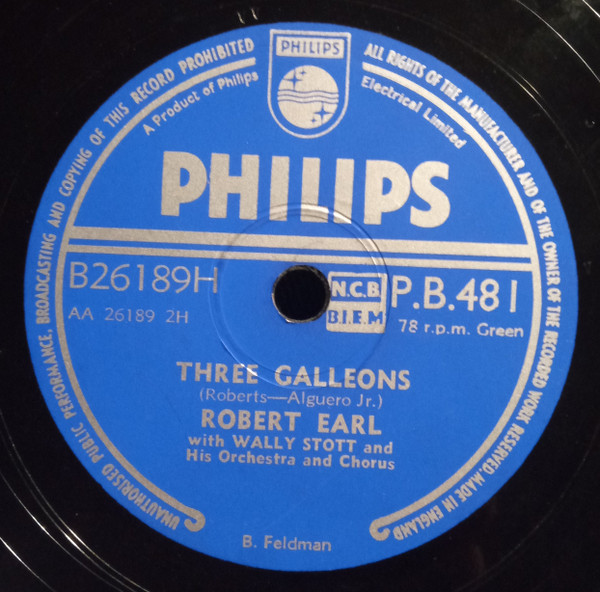 UNAUTHORISED PUBLIC PERFORMANCE, BROADCASTING AND COPYING OF THIS RECORD PROHIBITED
ALL RIGHTS OF THE MANUFACTURER AND OF THE OWNER OF THE RECORDED WORK RESERVED. MADE IN ENGLAND
A Product of Philips
Electrical Limited
PHILIPS
PHILIPS
B26189H
AA 26189 2H
N.C.B
B.I.E.M
P.B.481
78 r.p.m. Green
THREE GALLEONS
(Roberts—Alguero Jr.)
ROBERT EARL
with WALLY STOTT and
His Orchestra and Chorus
B. Feldman